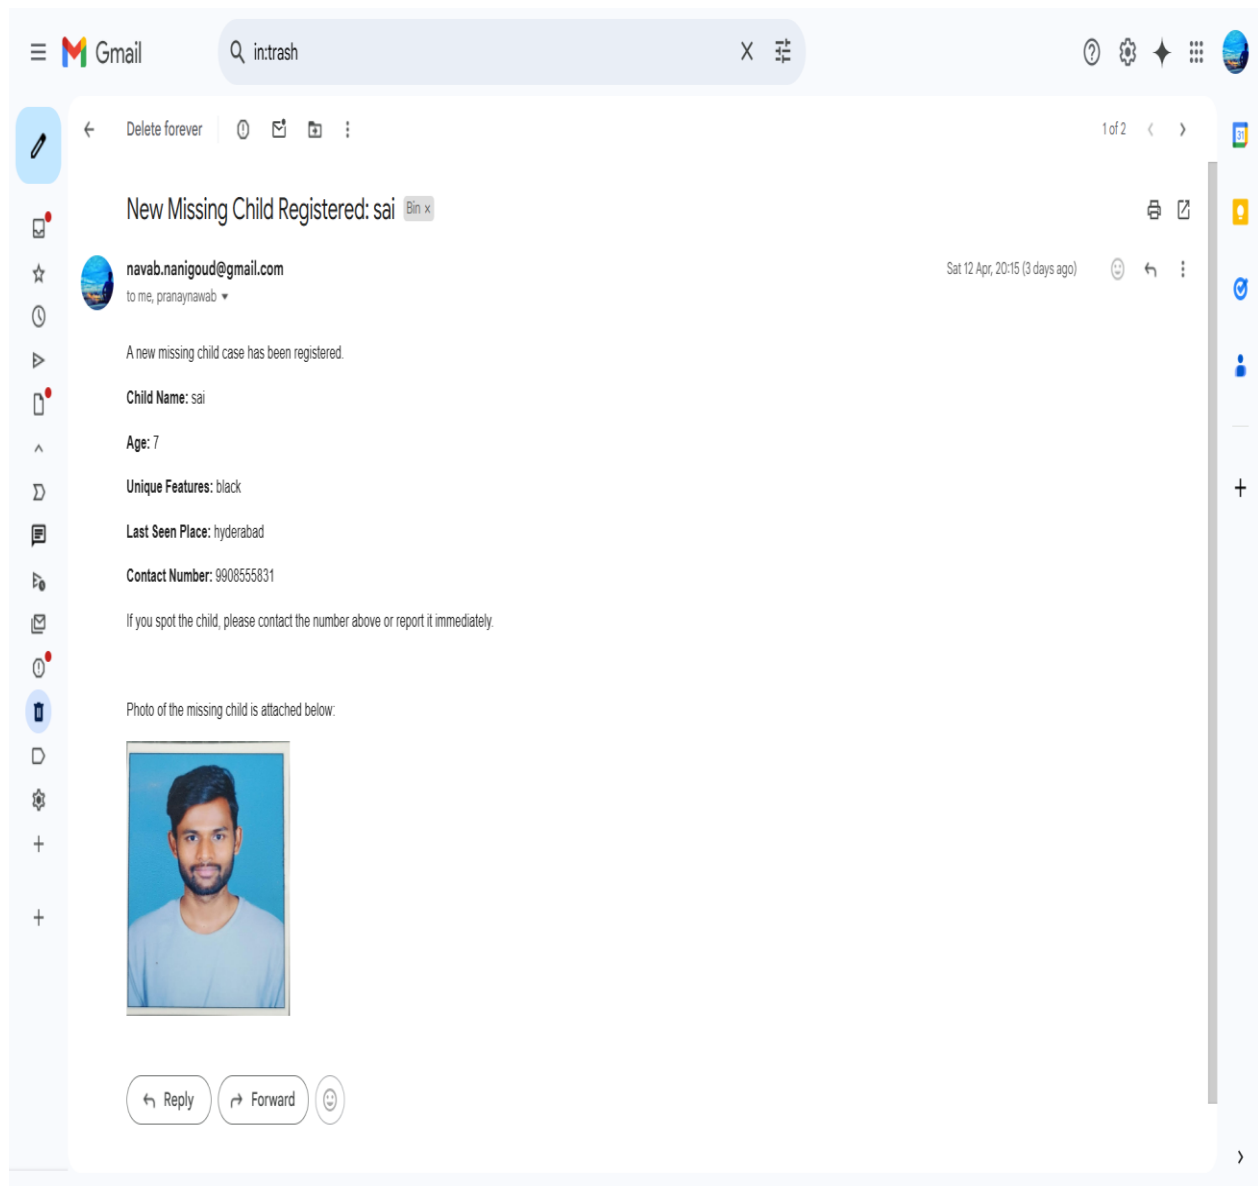 Gmail
in:trash
Delete forever
1 of 2
31
New Missing Child Registered: sai Bin x
navab.nanigoud@gmail.com
Sat 12 Apr, 20:15 (3 days ago)
to me, pranaynawab
A new missing child case has been registered.
Child Name: sai
Age: 7
Unique Features: black
Last Seen Place: hyderabad
Contact Number: 9908555831
If you spot the child, please contact the number above or report it immediately.
Photo of the missing child is attached below:
Reply
Forward